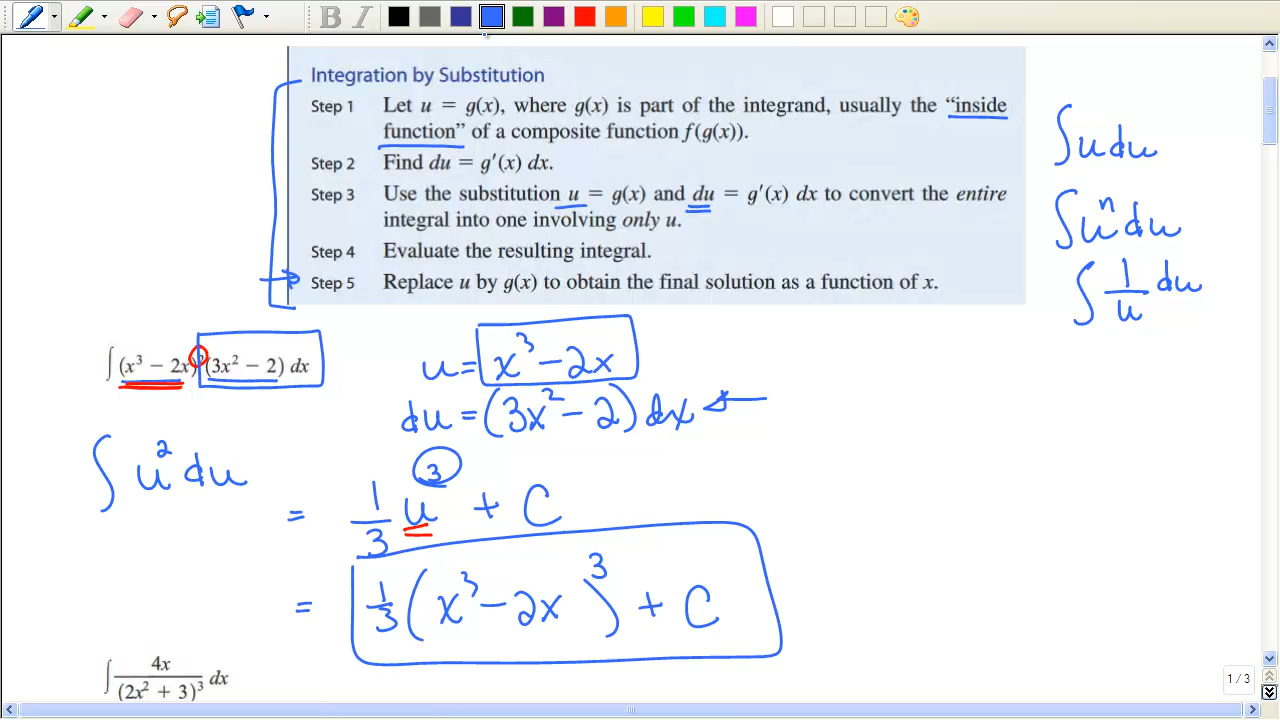 B I
Integration by Substitution
Step 1 Let u = g(x), where g(x) is part of the integrand, usually the “inside
function” of a composite function f(g(x)).
Step 2 Find du = g′(x) dx.
Step 3 Use the substitution u = g(x) and du = g′(x) dx to convert the entire
integral into one involving only u.
Step 4 Evaluate the resulting integral.
Step 5 Replace u by g(x) to obtain the final solution as a function of x.
∫ u du
∫ uⁿ du
∫ 1/u du
∫ (x³ − 2x)²(3x² − 2) dx
u = x³ − 2x
du = (3x² − 2) dx
∫ u² du
= 1/3 u³ + C
= 1/3 (x³ − 2x)³ + C
∫ 4x/(2x² + 3)³ dx
1 / 3